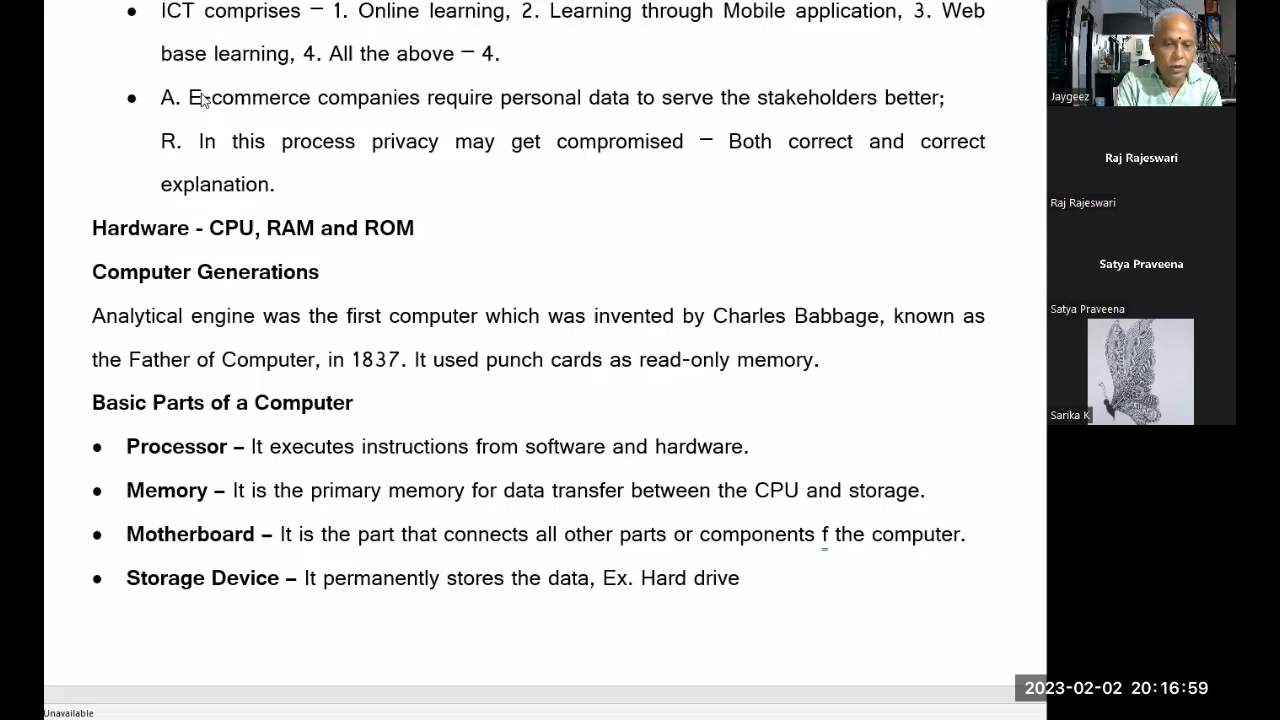 ICT comprises – 1. Online learning, 2. Learning through Mobile application, 3. Web
base learning, 4. All the above – 4.
A. E-commerce companies require personal data to serve the stakeholders better;
R. In this process privacy may get compromised – Both correct and correct
explanation.
Hardware - CPU, RAM and ROM
Computer Generations
Analytical engine was the first computer which was invented by Charles Babbage, known as
the Father of Computer, in 1837. It used punch cards as read-only memory.
Basic Parts of a Computer
Processor – It executes instructions from software and hardware.
Memory – It is the primary memory for data transfer between the CPU and storage.
Motherboard – It is the part that connects all other parts or components f the computer.
Storage Device – It permanently stores the data, Ex. Hard drive
Unavailable
Jaygeez
Raj Rajeswari
Raj Rajeswari
Satya Praveena
Satya Praveena
Sarika K
2023-02-02 20:16:59